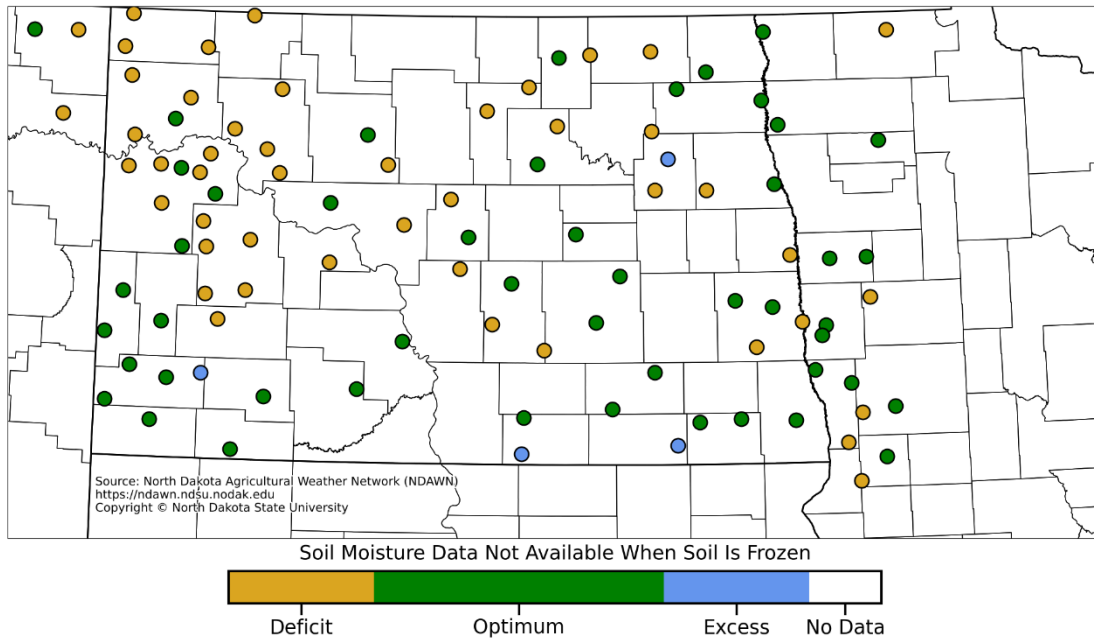 Source: North Dakota Agricultural Weather Network (NDAWN)
https://ndawn.ndsu.nodak.edu
Copyright © North Dakota State University
Soil Moisture Data Not Available When Soil Is Frozen
Deficit Optimum Excess No Data